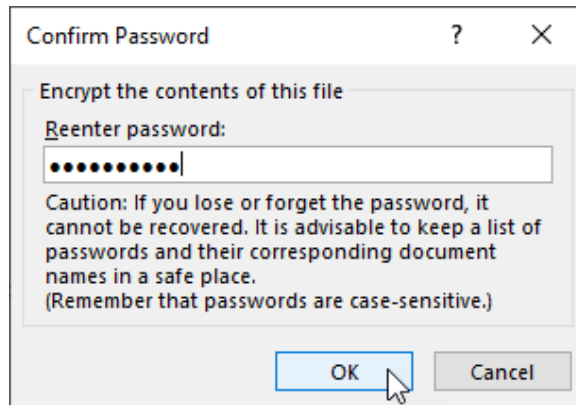 Confirm Password
?
Encrypt the contents of this file
Reenter password:
••••••••••
Caution: If you lose or forget the password, it
cannot be recovered. It is advisable to keep a list of
passwords and their corresponding document
names in a safe place.
(Remember that passwords are case-sensitive.)
OK
Cancel